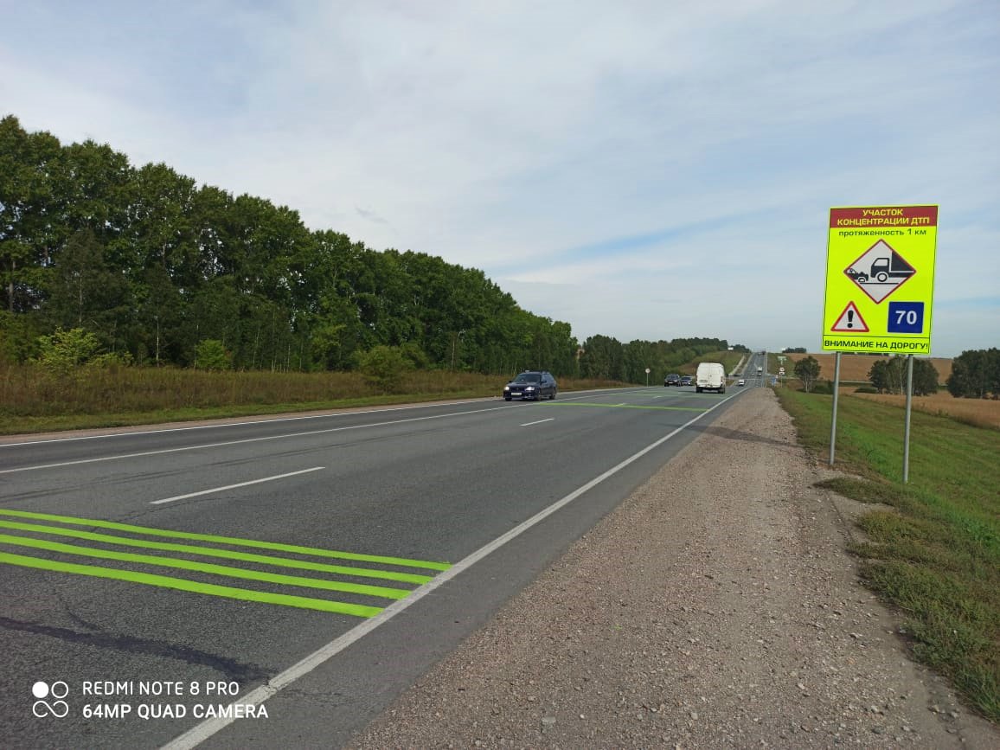 УЧАСТОК
КОНЦЕНТРАЦИИ ДТП
протяженность 1 км
70
ВНИМАНИЕ НА ДОРОГУ!
REDMI NOTE 8 PRO
64MP QUAD CAMERA